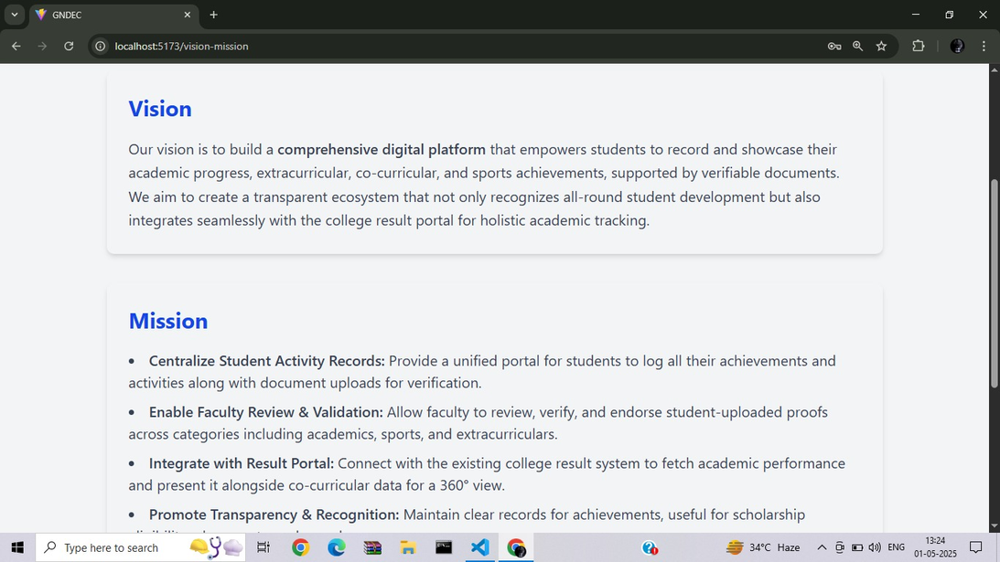 GNDEC
localhost:5173/vision-mission
Vision
Our vision is to build a comprehensive digital platform that empowers students to record and showcase their
academic progress, extracurricular, co-curricular, and sports achievements, supported by verifiable documents.
We aim to create a transparent ecosystem that not only recognizes all-round student development but also
integrates seamlessly with the college result portal for holistic academic tracking.
Mission
• Centralize Student Activity Records: Provide a unified portal for students to log all their achievements and
activities along with document uploads for verification.
• Enable Faculty Review & Validation: Allow faculty to review, verify, and endorse student-uploaded proofs
across categories including academics, sports, and extracurriculars.
• Integrate with Result Portal: Connect with the existing college result system to fetch academic performance
and present it alongside co-curricular data for a 360° view.
• Promote Transparency & Recognition: Maintain clear records for achievements, useful for scholarship
Type here to search
34°C Haze
ENG
13:24
01-05-2025